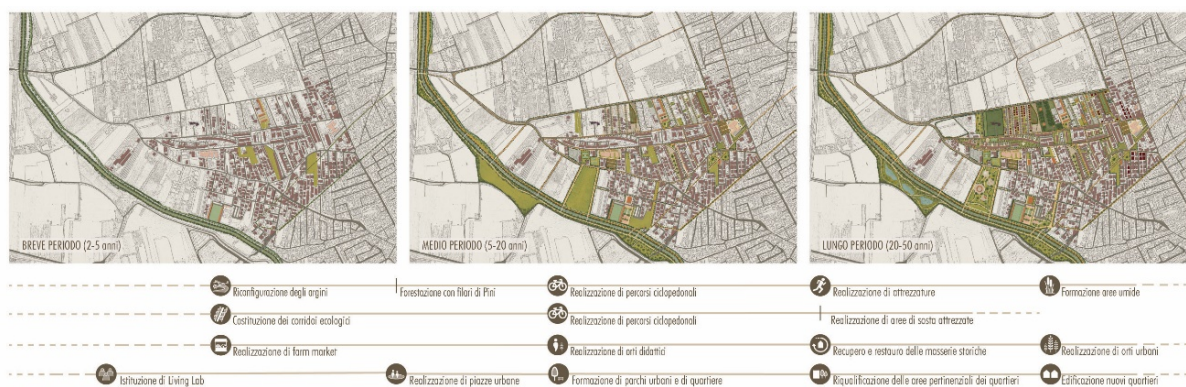 BREVE PERIODO (2-5 anni)
MEDIO PERIODO (5-20 anni)
LUNGO PERIODO (20-50 anni)
Riconfigurazione degli argini
Forestazione con filari di Pini
Realizzazione di percorsi ciclopedonali
Realizzazione di attrezzature
Formazione aree umide
Costituzione dei corridoi ecologici
Realizzazione di percorsi ciclopedonali
Realizzazione di aree di sosta attrezzate
Realizzazione di farm market
Realizzazione di orti didattici
Recupero e restauro delle masserie storiche
Realizzazione di orti urbani
Istituzione di Living Lab
Realizzazione di piazze urbane
Formazione di parchi urbani e di quartiere
Riqualificazione delle aree pertinenziali dei quartieri
Edificazione nuovi quartieri